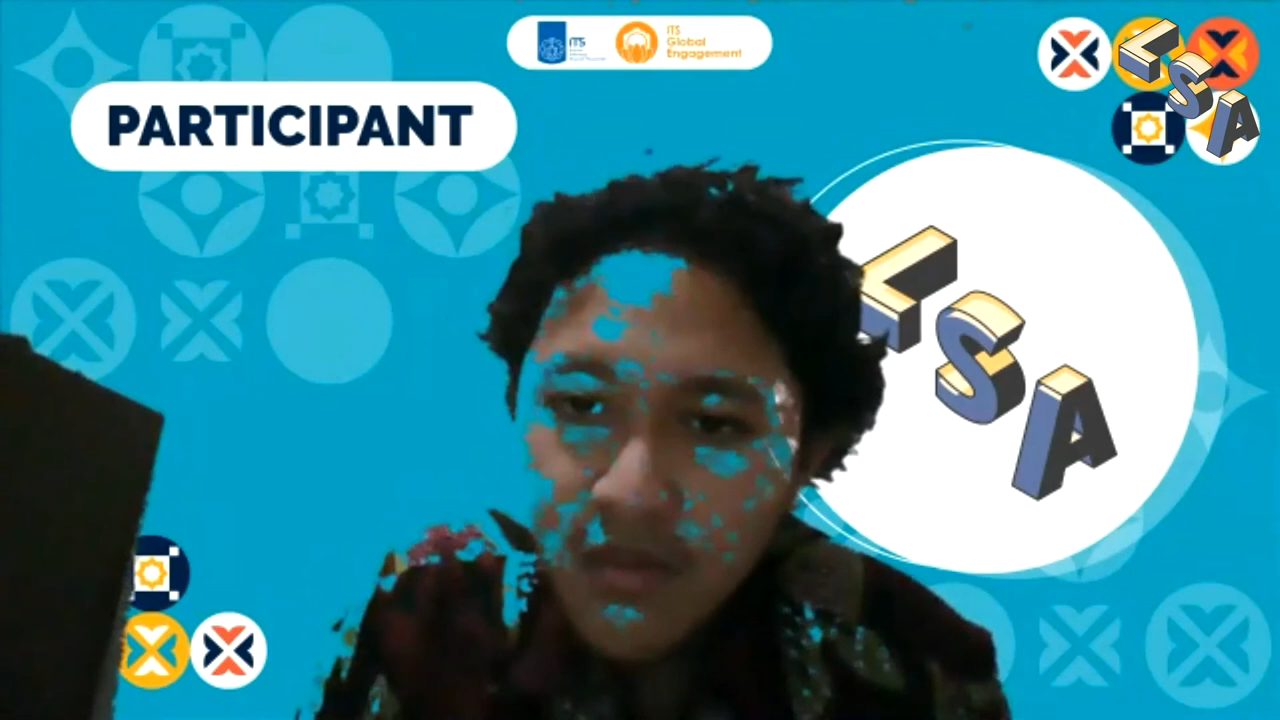 ITS
ITS
Global
Engagement
LSA
PARTICIPANT
LSA